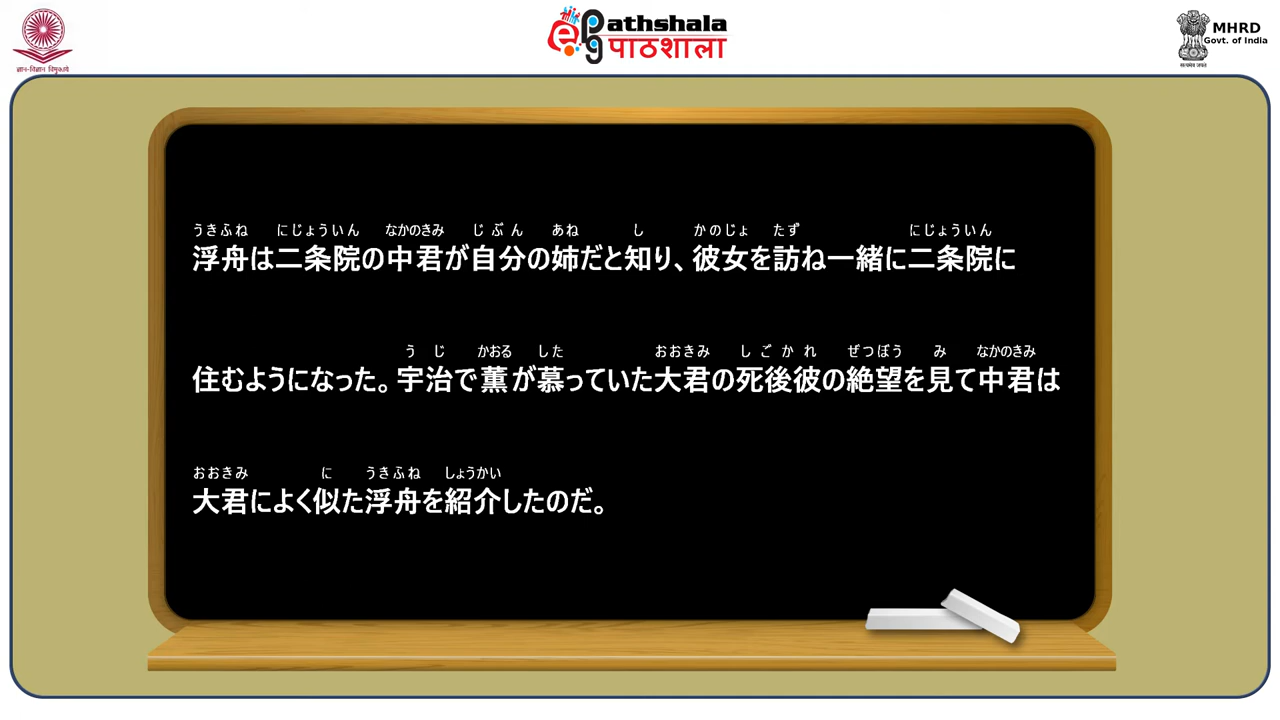 ज्ञान-विज्ञान विमुक्तये
ePathshala
पाठशाला
MHRD
Govt. of India
सत्यमेव जयते
うきふね にじょういん なかのきみ じぶん あね し かのじょ たず にじょういん
浮舟は二条院の中君が自分の姉だと知り、彼女を訪ね一緒に二条院に
うじ かおる した おおきみ しごかれ ぜつぼう み なかのきみ
住むようになった。宇治で薫が慕っていた大君の死後彼の絶望を見て中君は
おおきみ に うきふね しょうかい
大君によく似た浮舟を紹介したのだ。